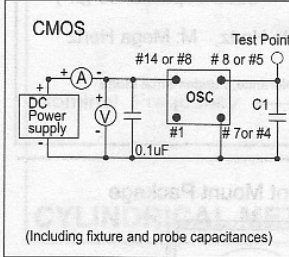 CMOS
Test Point
#14 or #8 # 8 or #5
+ A -
+ DC Power supply -
+ V -
OSC
C1
#1 # 7or #4
0.1uF
(Including fixture and probe capacitances)